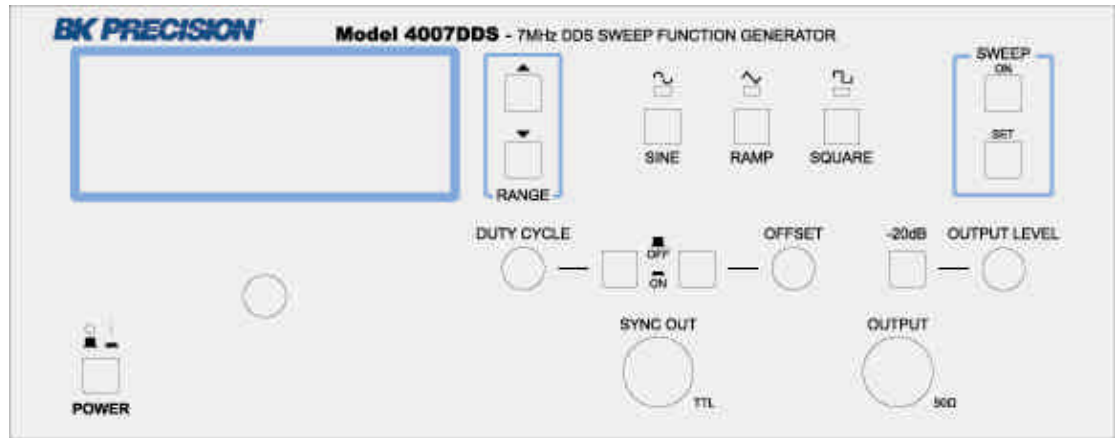 BK PRECISION
Model 4007DDS - 7MHz DDS SWEEP FUNCTION GENERATOR
SWEEP
ON
SET
RANGE
SINE
RAMP
SQUARE
DUTY CYCLE
OFF
ON
OFFSET
-20dB
OUTPUT LEVEL
SYNC OUT
TTL
OUTPUT
50Ω
POWER